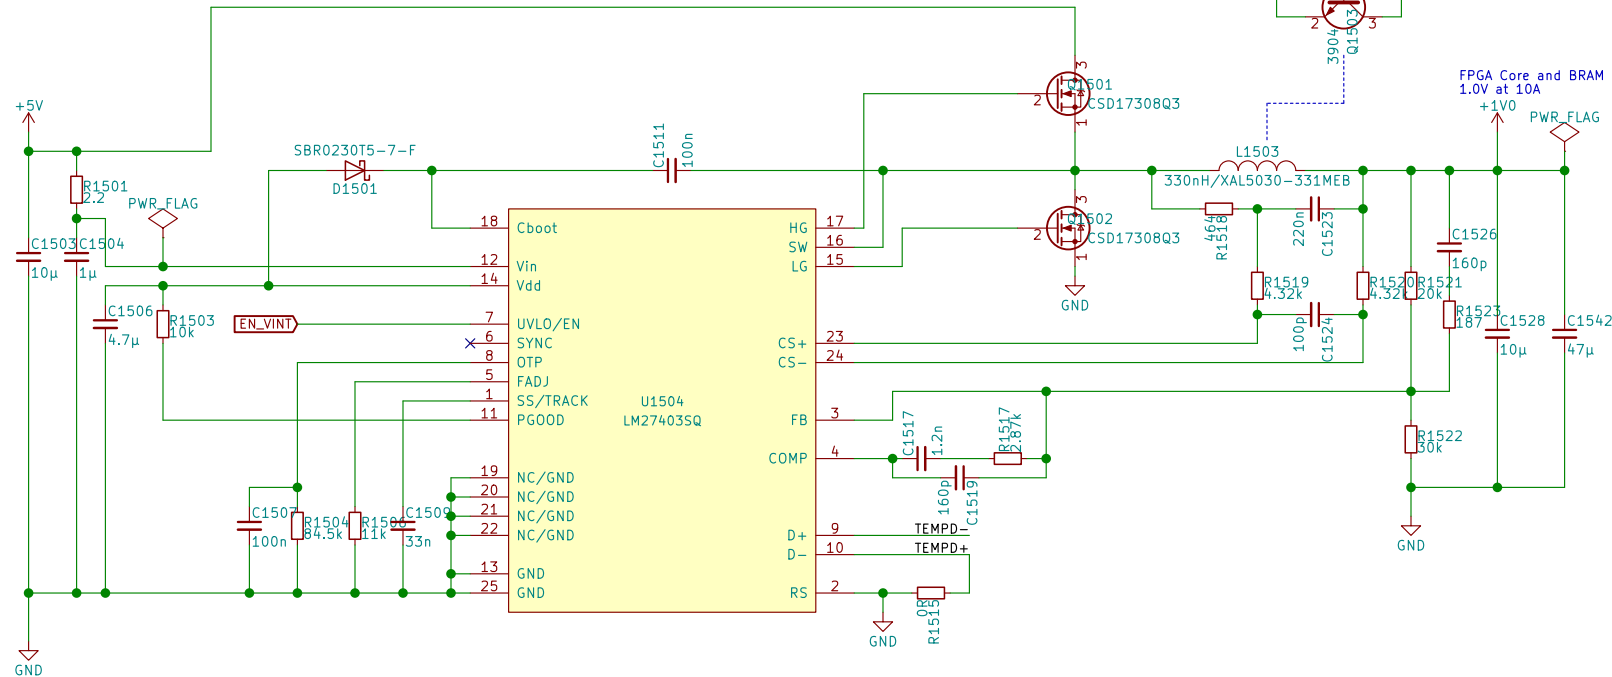 2
3
3904
Q1503
FPGA Core and BRAM
1.0V at 10A
+5V
+1V0
PWR_FLAG
3
Q1501
CSD17308Q3
2
1
SBR0230T5-7-F
D1501
C1511
100n
L1503
330nH/XAL5030-331MEB
R1501
2.2
PWR_FLAG
C1503
10µ
C1504
1µ
3
Q1502
CSD17308Q3
2
1
GND
464
R1518
220n
C1523
R1519
4.32k
100p
C1524
R1520
4.32k
R1521
20k
C1526
160p
R1523
187
C1528
10µ
C1542
47µ
C1506
4.7µ
R1503
10k
EN_VINT
18
Cboot
12
Vin
14
Vdd
7
UVLO/EN
6
SYNC
8
OTP
5
FADJ
1
SS/TRACK
11
PGOOD
19
NC/GND
20
NC/GND
21
NC/GND
22
NC/GND
13
GND
25
GND
U1504
LM27403SQ
HG
17
SW
16
LG
15
CS+
23
CS-
24
FB
3
COMP
4
D+
9
D-
10
RS
2
C1517
1.2n
R1517
2.87k
160p
C1519
R1522
30k
GND
TEMPD-
TEMPD+
0R
R1515
GND
C1507
100n
R1504
84.5k
R1506
11k
C1509
33n
GND